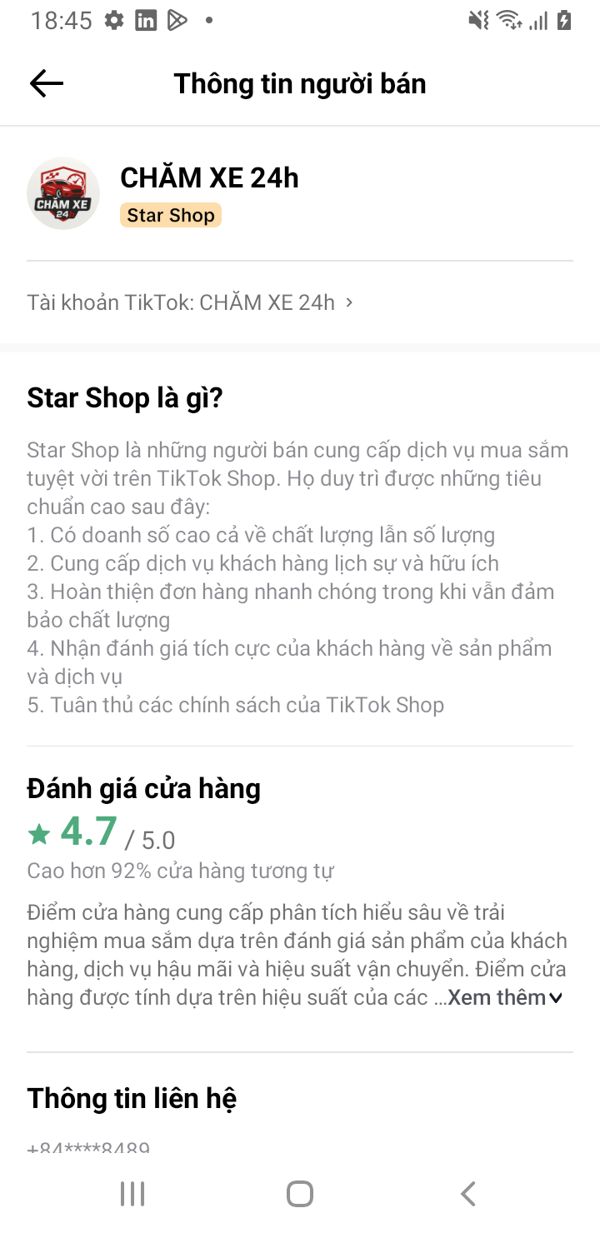 18:45
Thông tin người bán
CHĂM XE
24h
CHĂM XE 24h
Star Shop
Tài khoản TikTok: CHĂM XE 24h
Star Shop là gì?
Star Shop là những người bán cung cấp dịch vụ mua sắm
tuyệt vời trên TikTok Shop. Họ duy trì được những tiêu
chuẩn cao sau đây:
1. Có doanh số cao cả về chất lượng lẫn số lượng
2. Cung cấp dịch vụ khách hàng lịch sự và hữu ích
3. Hoàn thiện đơn hàng nhanh chóng trong khi vẫn đảm
bảo chất lượng
4. Nhận đánh giá tích cực của khách hàng về sản phẩm
và dịch vụ
5. Tuân thủ các chính sách của TikTok Shop
Đánh giá cửa hàng
4.7 / 5.0
Cao hơn 92% cửa hàng tương tự
Điểm cửa hàng cung cấp phân tích hiểu sâu về trải
nghiệm mua sắm dựa trên đánh giá sản phẩm của khách
hàng, dịch vụ hậu mãi và hiệu suất vận chuyển. Điểm cửa
hàng được tính dựa trên hiệu suất của các ...Xem thêm
Thông tin liên hệ
+84****8489